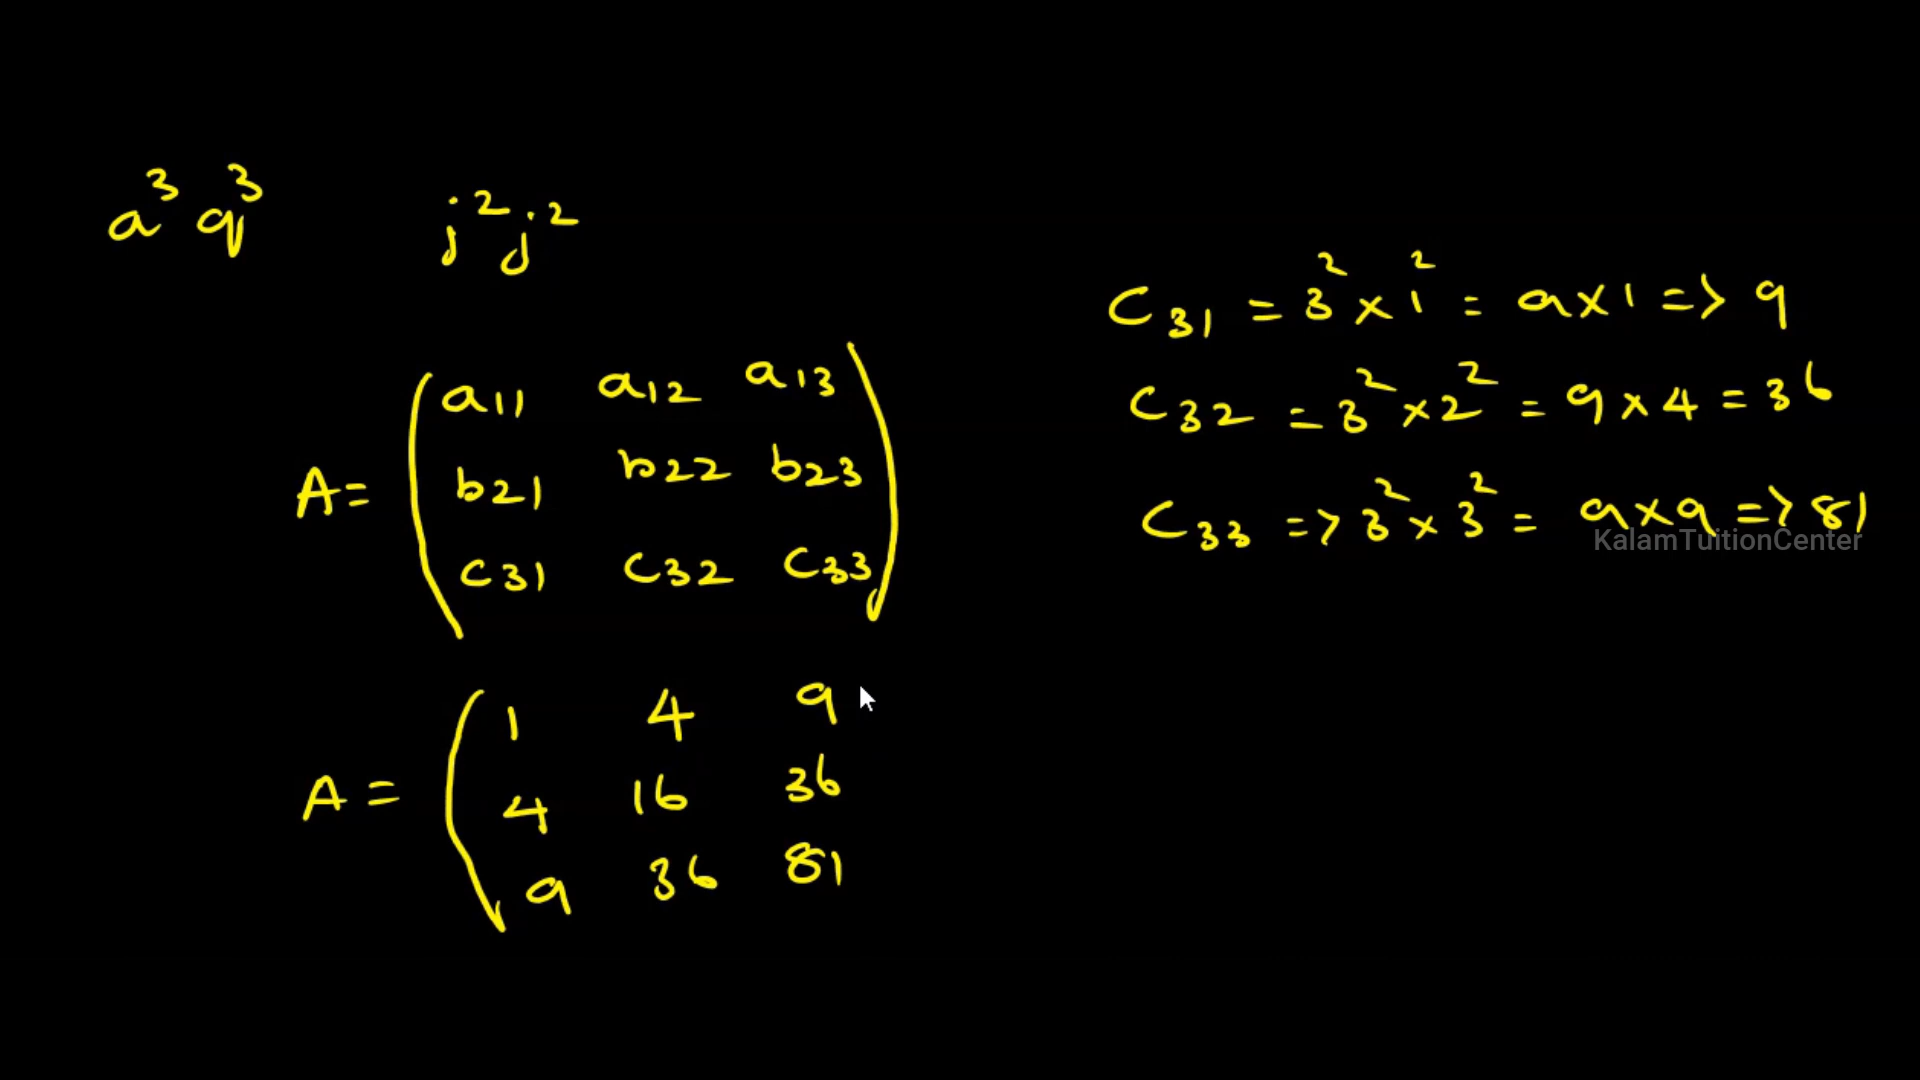 a³ q³ j² j²
A = ( a11 a12 a13
b21 b22 b23
c31 c32 c33 )
A = ( 1 4 9
4 16 36
9 36 81
C31 = 3² × 1² = 9 × 1 => 9
C32 = 3² × 2² = 9 × 4 = 36
C33 => 3² × 3² = 9 × 9 => 81
KalamTuitionCenter